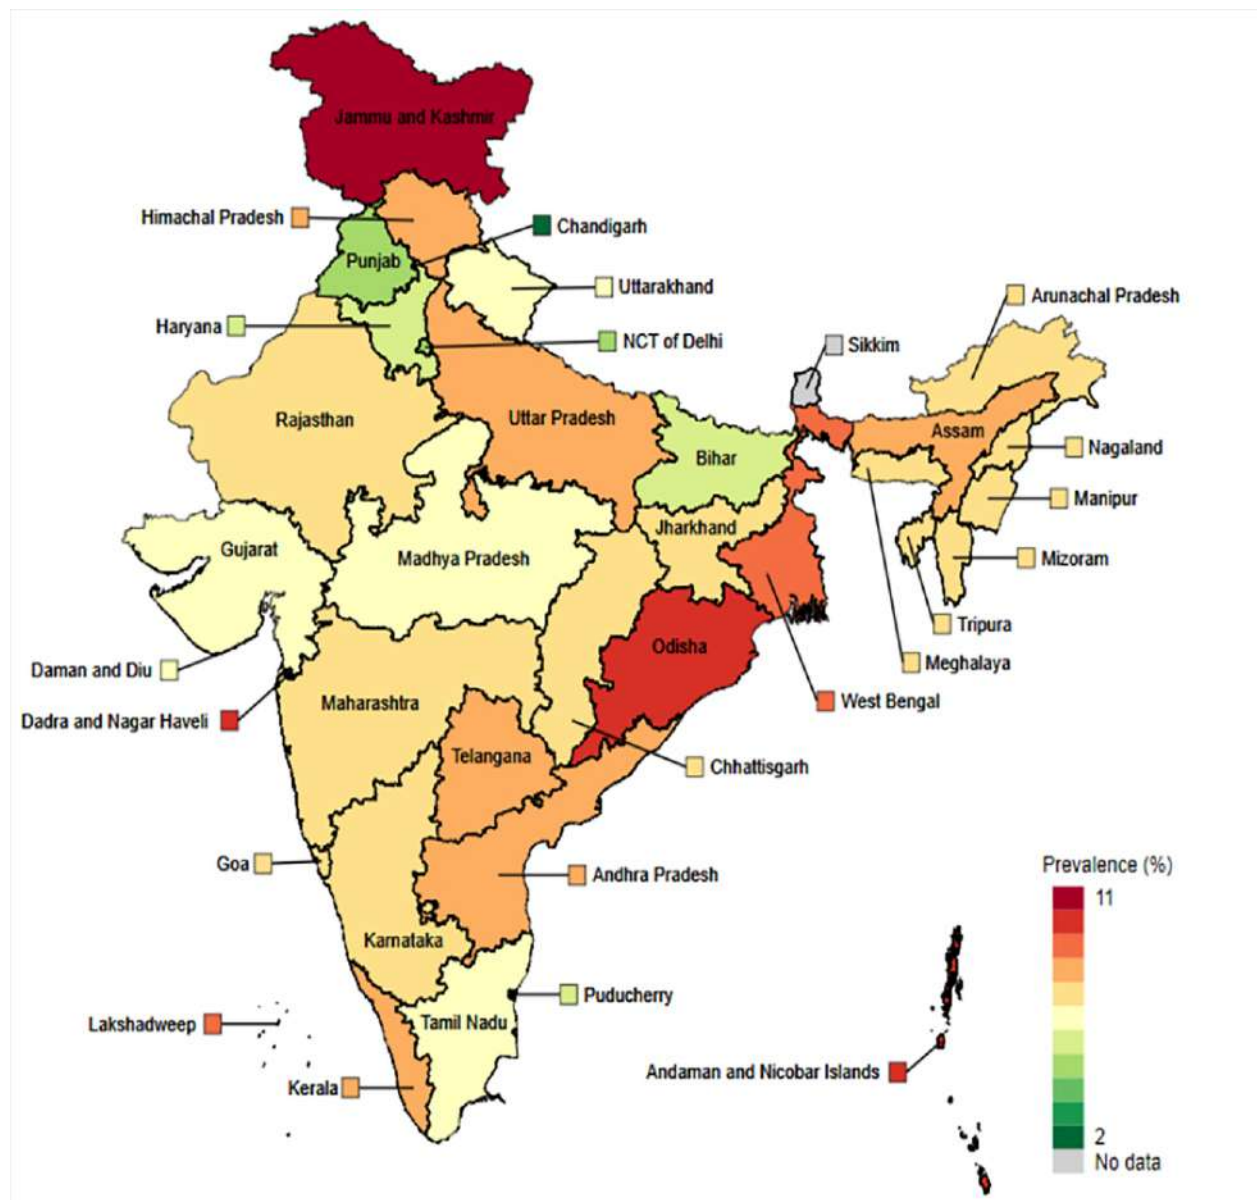 Jammu and Kashmir
Himachal Pradesh
Chandigarh
Punjab
Uttarakhand
Arunachal Pradesh
Haryana
NCT of Delhi
Sikkim
Rajasthan
Uttar Pradesh
Assam
Nagaland
Bihar
Manipur
Jharkhand
Gujarat
Madhya Pradesh
Mizoram
Tripura
Odisha
Meghalaya
Daman and Diu
Maharashtra
West Bengal
Dadra and Nagar Haveli
Telangana
Chhattisgarh
Goa
Andhra Pradesh
Prevalence (%)
11
Karnataka
Puducherry
Lakshadweep
Tamil Nadu
Andaman and Nicobar Islands
Kerala
2
No data